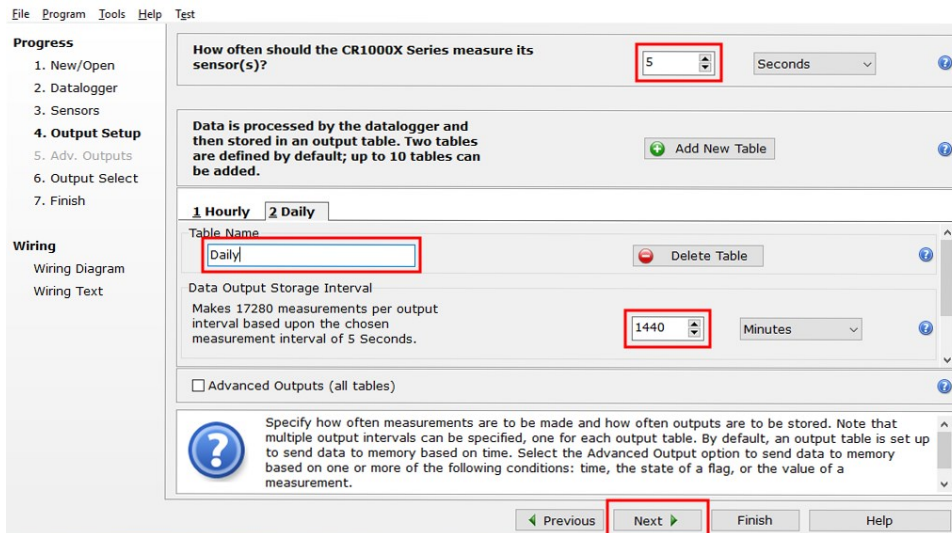 File Program Tools Help Test
Progress
1. New/Open
2. Datalogger
3. Sensors
4. Output Setup
5. Adv. Outputs
6. Output Select
7. Finish
Wiring
Wiring Diagram
Wiring Text
How often should the CR1000X Series measure its
sensor(s)?
5
Seconds
Data is processed by the datalogger and
then stored in an output table. Two tables
are defined by default; up to 10 tables can
be added.
Add New Table
1 Hourly
2 Daily
Table Name
Daily
Delete Table
Data Output Storage Interval
Makes 17280 measurements per output
interval based upon the chosen
measurement interval of 5 Seconds.
1440
Minutes
Advanced Outputs (all tables)
Specify how often measurements are to be made and how often outputs are to be stored. Note that
multiple output intervals can be specified, one for each output table. By default, an output table is set up
to send data to memory based on time. Select the Advanced Output option to send data to memory
based on one or more of the following conditions: time, the state of a flag, or the value of a
measurement.
Previous
Next
Finish
Help